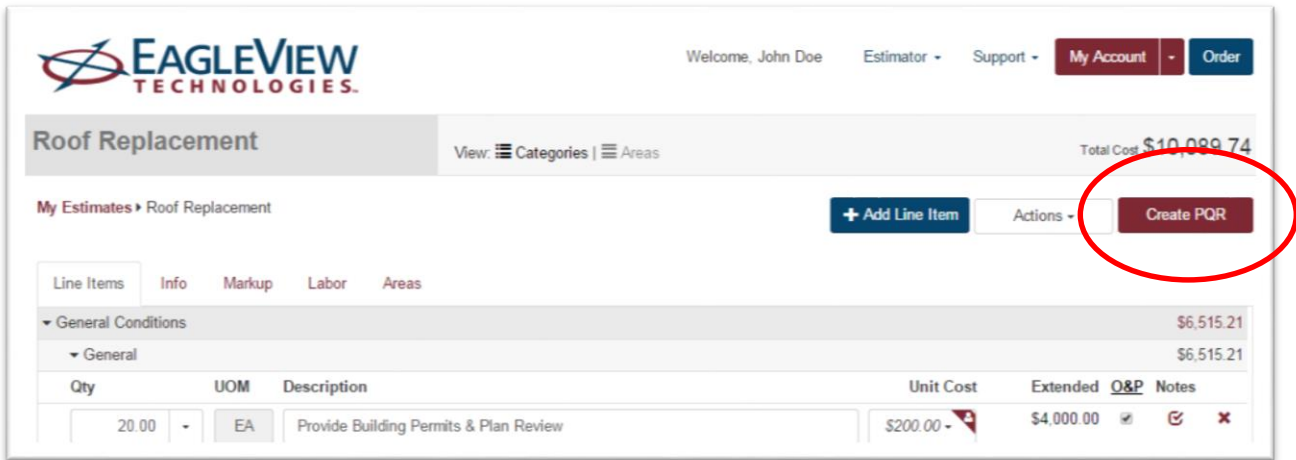 EAGLEVIEW
TECHNOLOGIES
Welcome, John Doe Estimator Support My Account Order
Roof Replacement View: Categories | Areas Total Cost $10,089.74
My Estimates Roof Replacement + Add Line Item Actions Create PQR
Line Items Info Markup Labor Areas
General Conditions $6,515.21
General $6,515.21
Qty UOM Description Unit Cost Extended O&P Notes
20.00 EA Provide Building Permits & Plan Review $200.00 $4,000.00